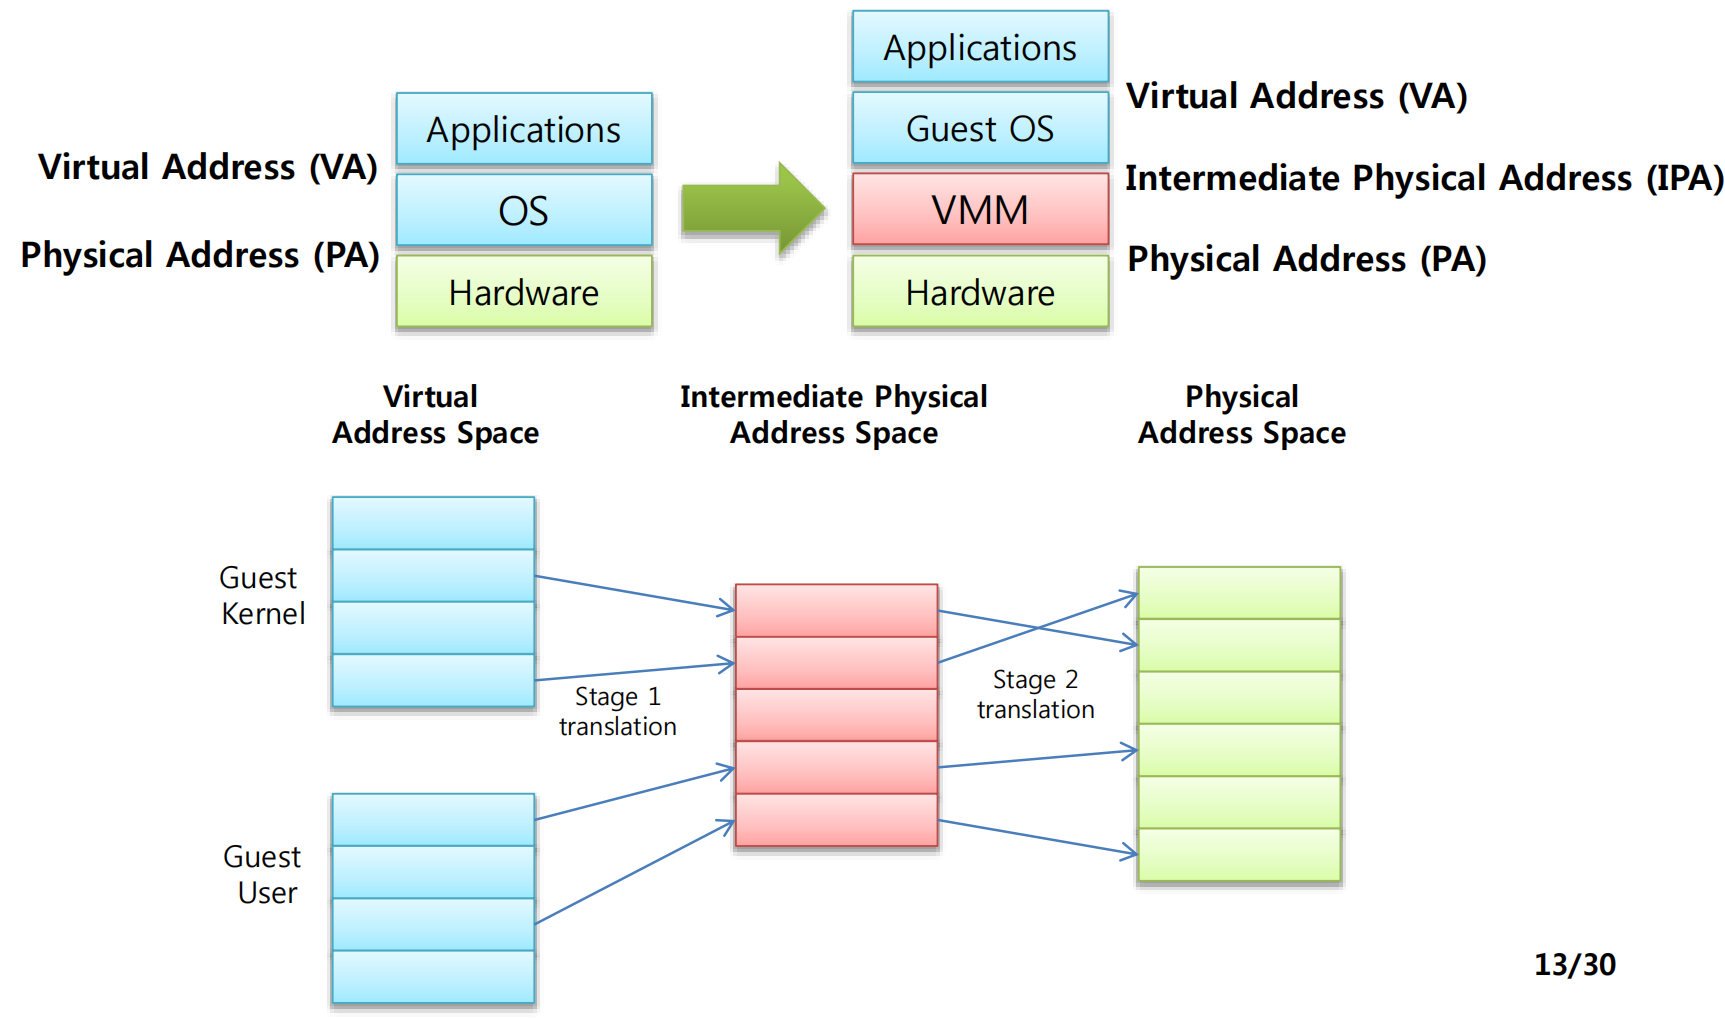 Applications
Virtual Address (VA)
OS
Physical Address (PA)
Hardware
Applications
Virtual Address (VA)
Guest OS
Intermediate Physical Address (IPA)
VMM
Physical Address (PA)
Hardware
Virtual
Address Space
Intermediate Physical
Address Space
Physical
Address Space
Guest
Kernel
Stage 1
translation
Stage 2
translation
Guest
User
13/30